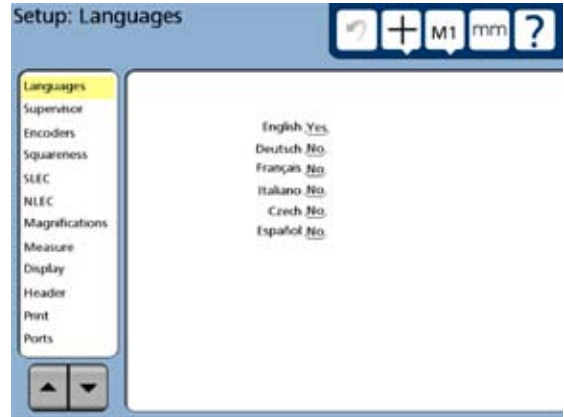 Setup: Languages
M1 mm ?
Languages
Supervisor
Encoders
Squareness
SLEC
NLEC
Magnifications
Measure
Display
Header
Print
Ports
English Yes
Deutsch No
Français No
Italiano No
Czech No
Español No